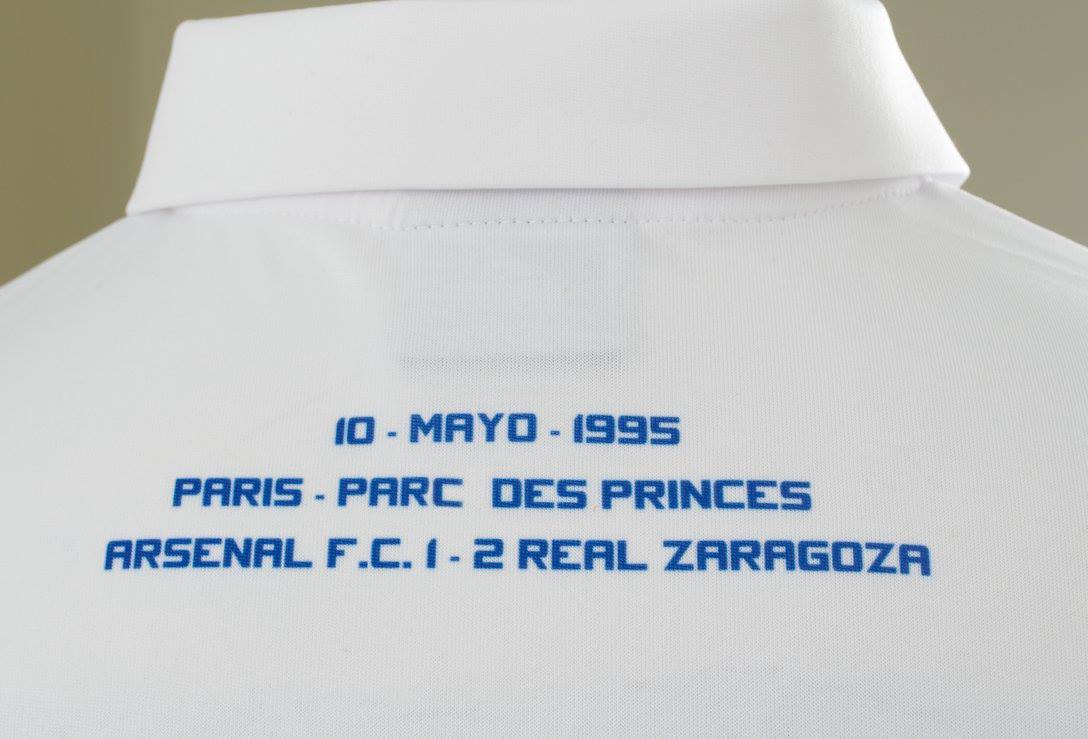 10 - MAYO - 1995
PARIS - PARC DES PRINCES
ARSENAL F.C. 1 - 2 REAL ZARAGOZA